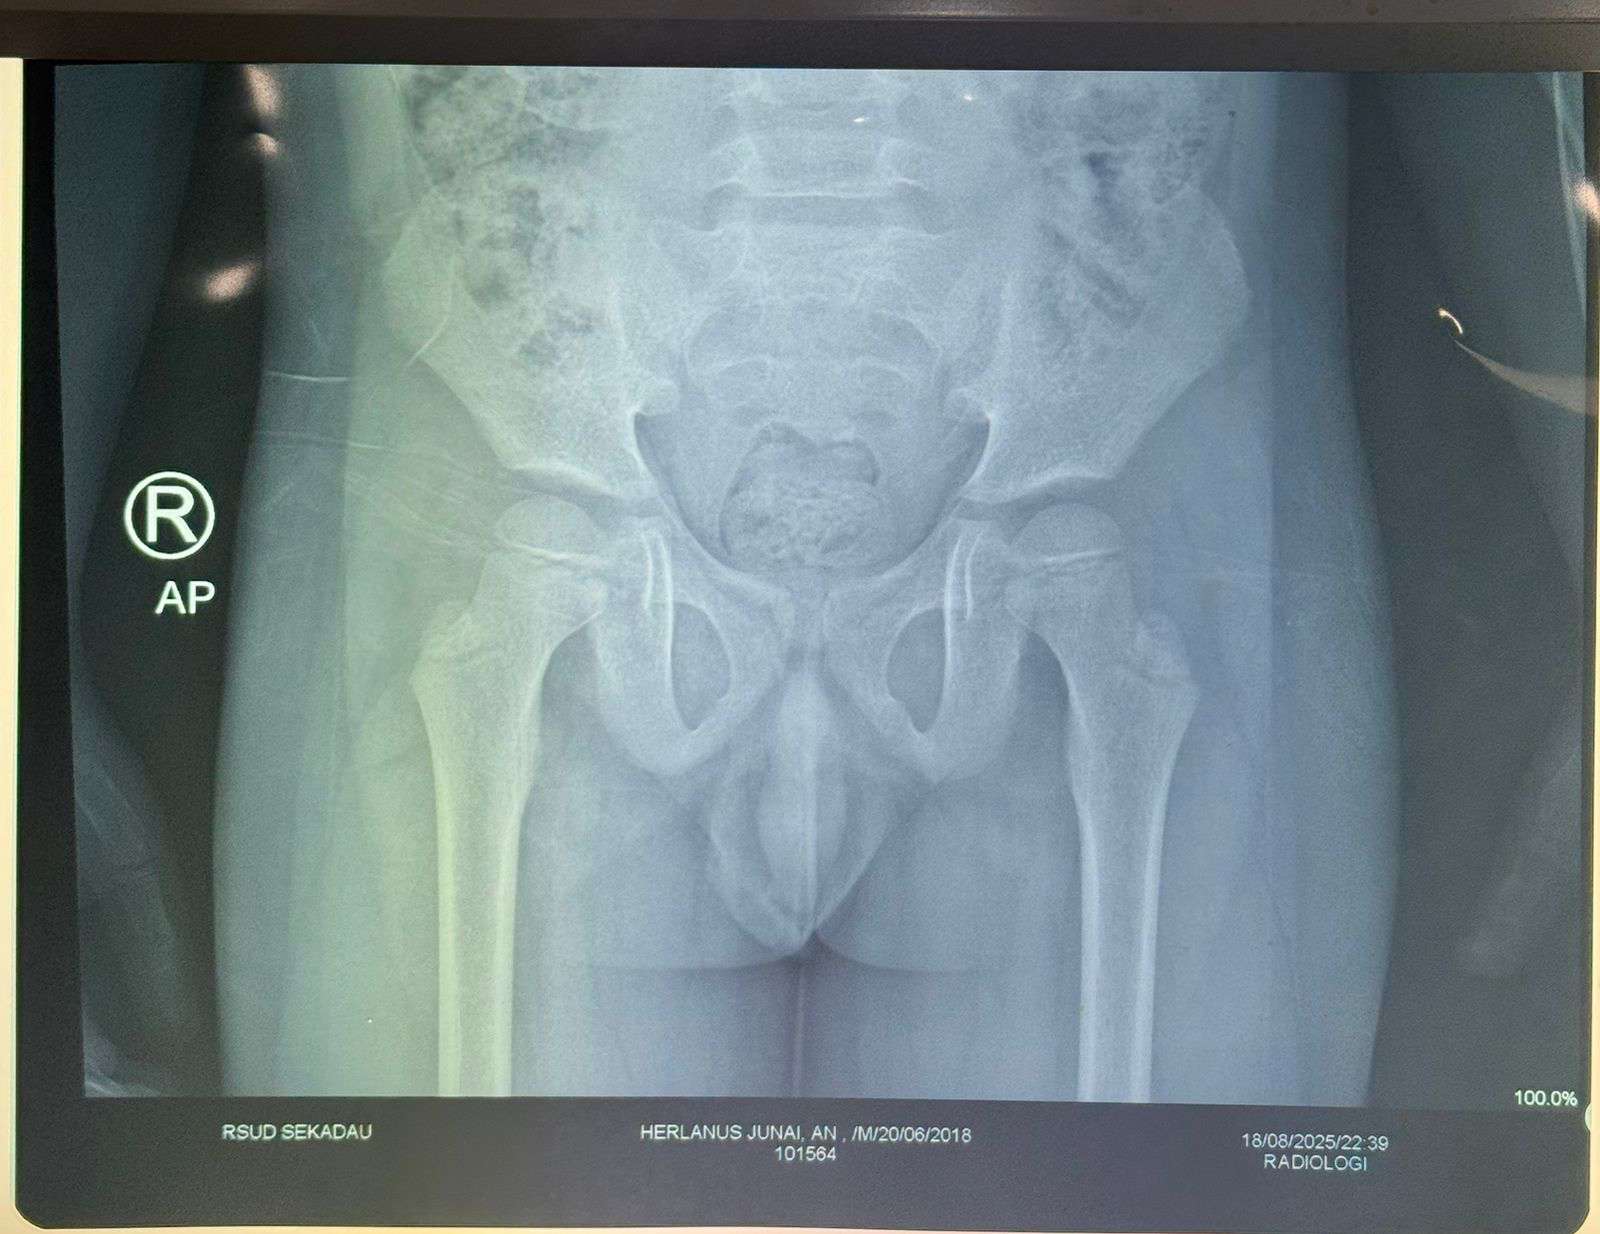 R
AP
100.0%
RSUD SEKADAU
HERLANUS JUNAI, AN , /M/20/06/2018
101564
18/08/2025/22:39
RADIOLOGI